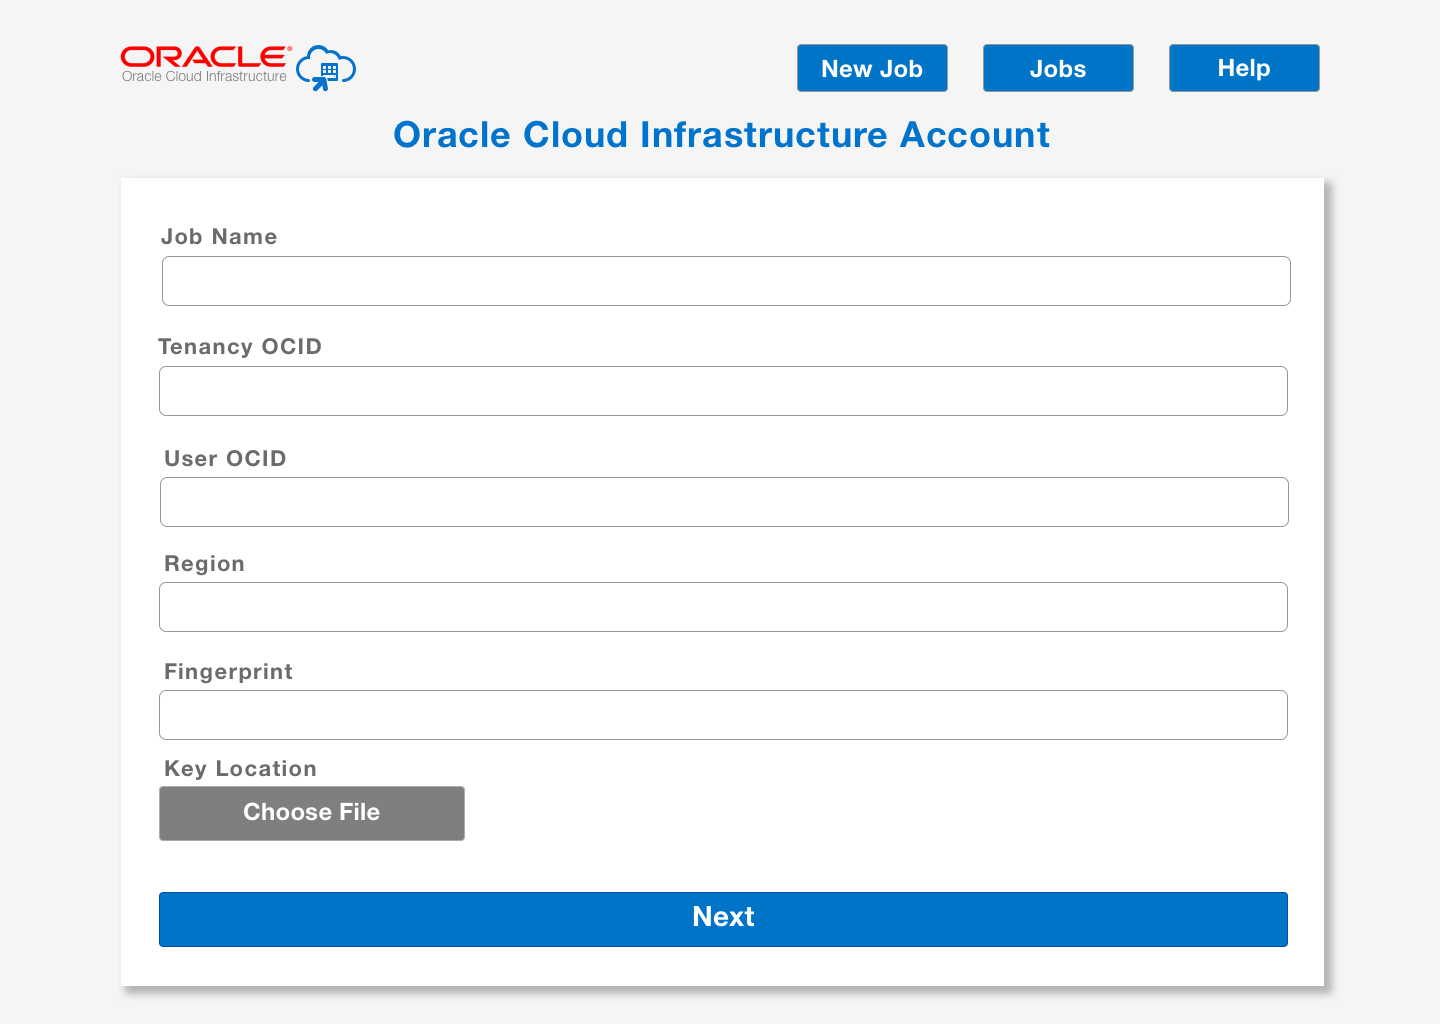 ORACLE®
Oracle Cloud Infrastructure
New Job
Jobs
Help
Oracle Cloud Infrastructure Account
Job Name
Tenancy OCID
User OCID
Region
Fingerprint
Key Location
Choose File
Next